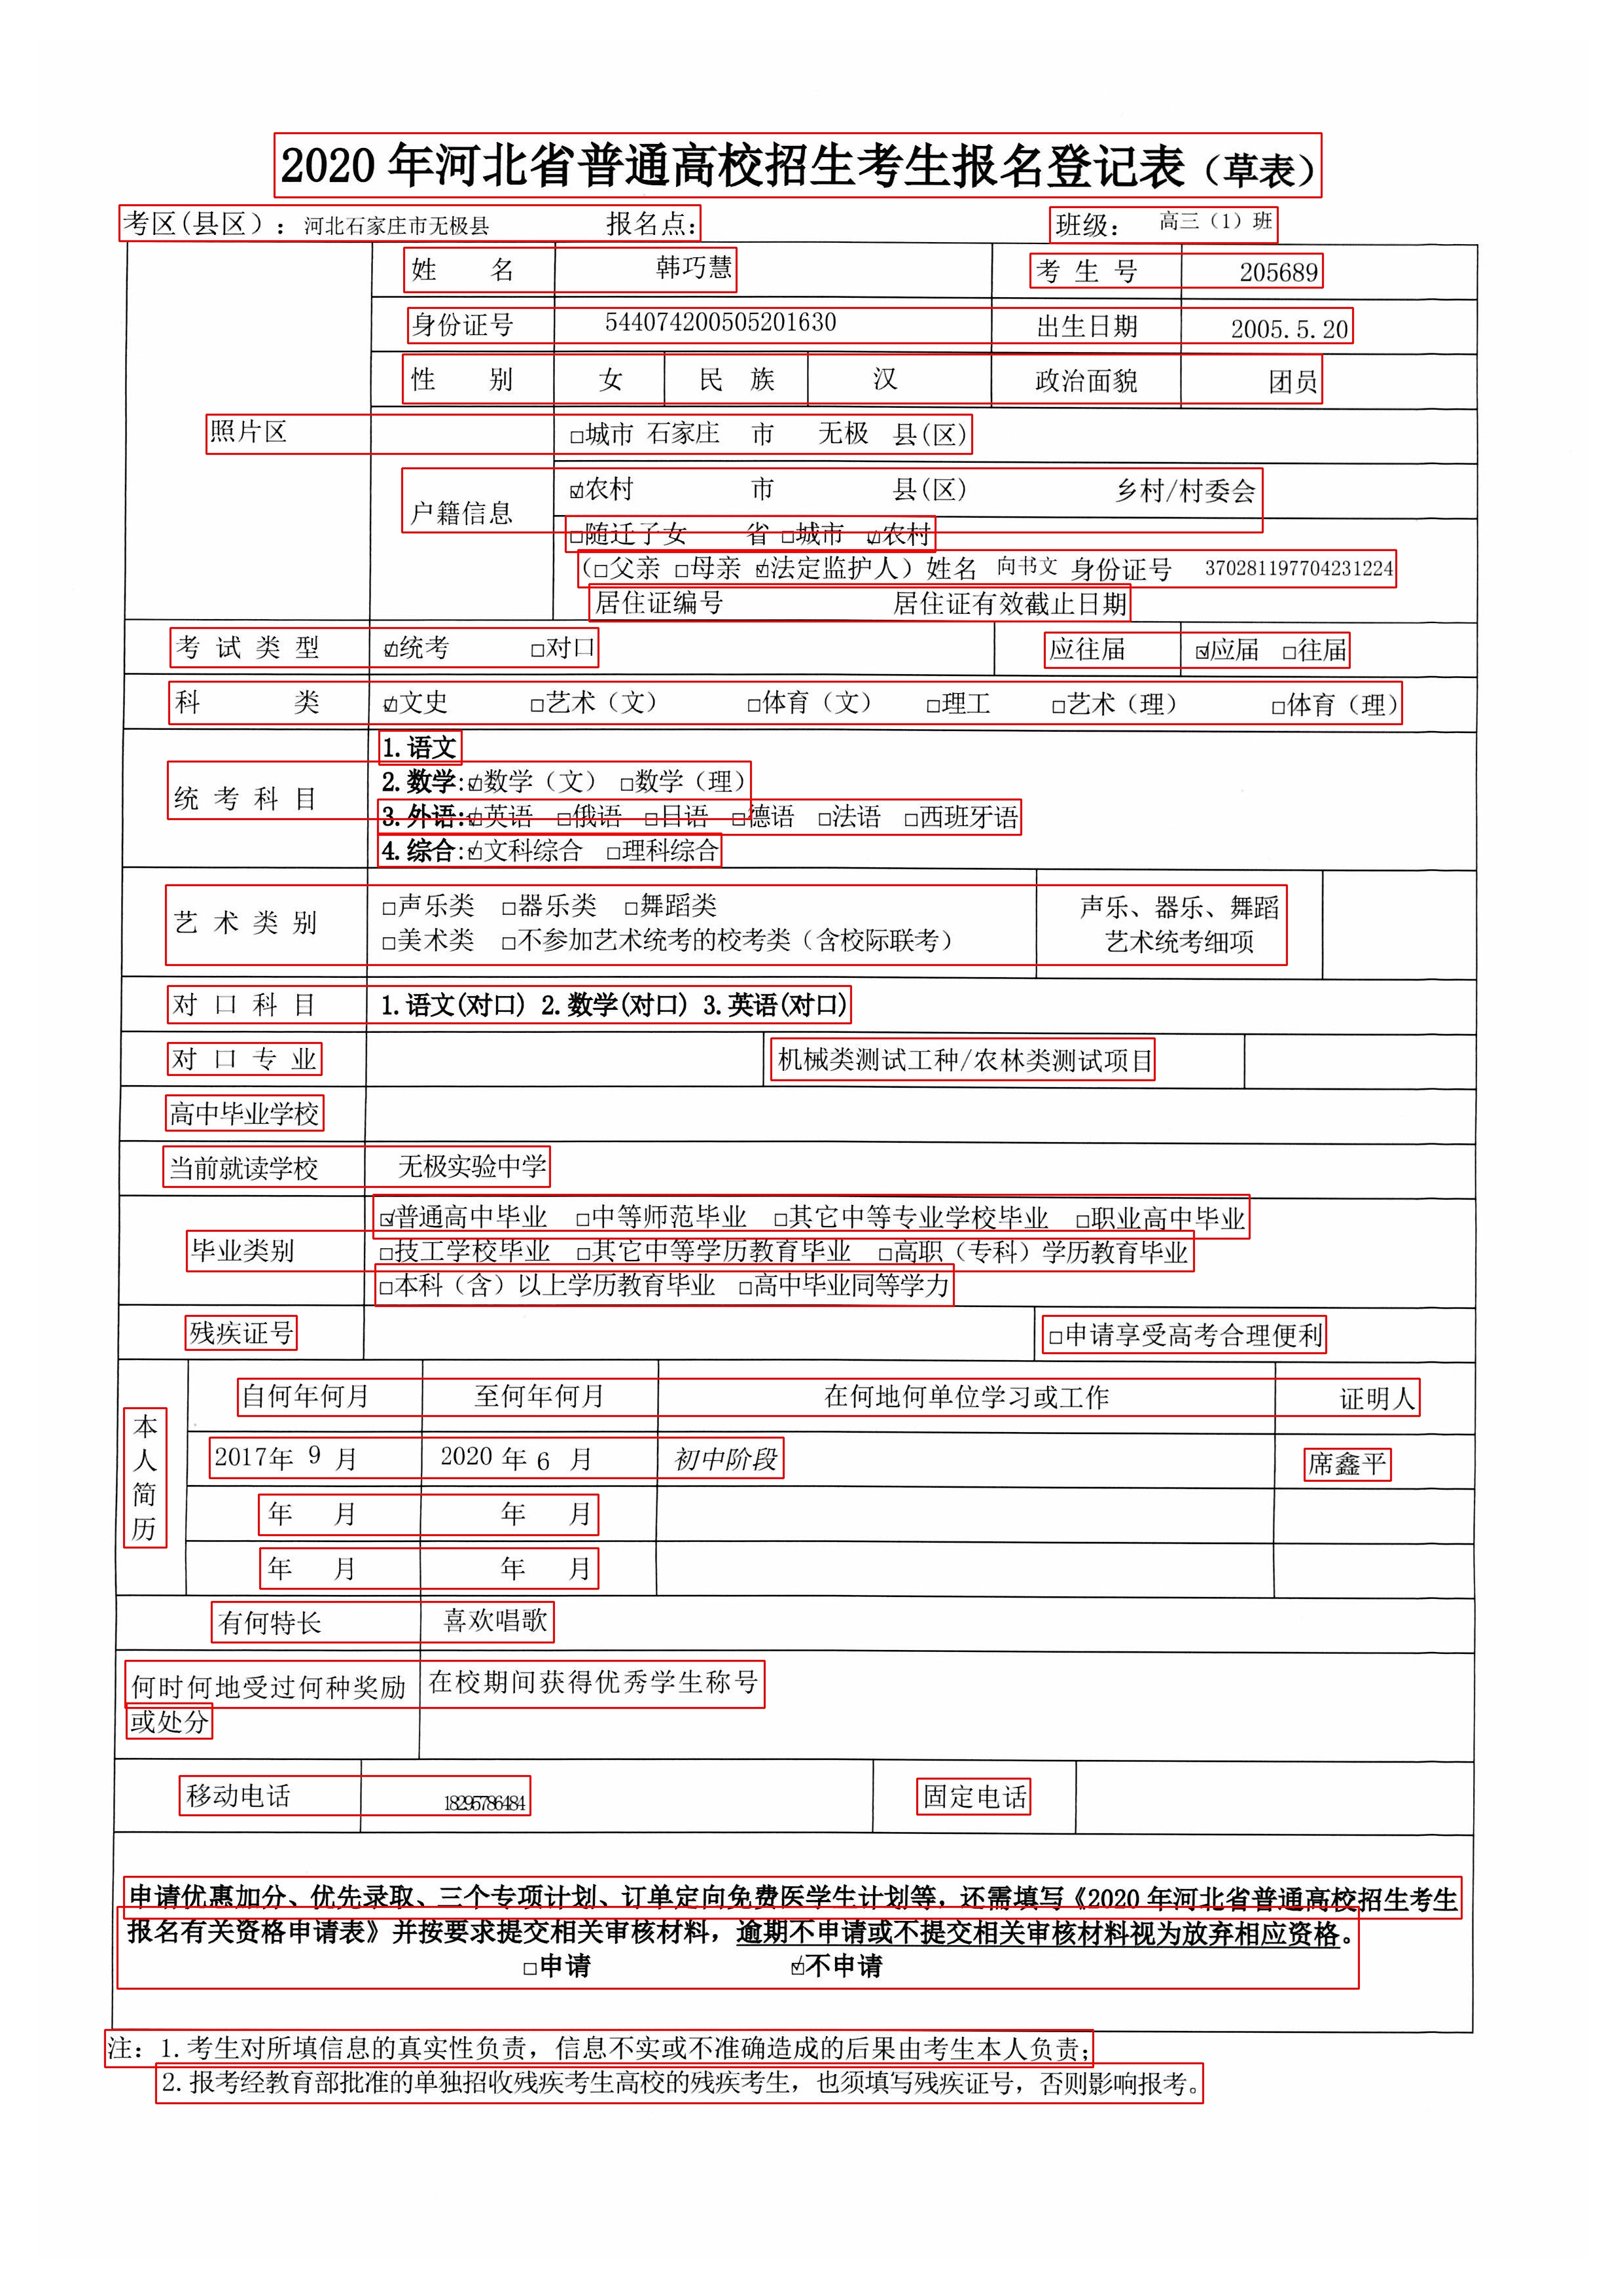 2020 年河北省普通高校招生考生报名登记表（草表）
考区(县区）：河北石家庄市无极县 报名点： 班级： 高三（1）班
姓 名 韩巧慧 考 生 号 205689
身份证号 544074200505201630 出生日期 2005.5.20
性 别 女 民 族 汉 政治面貌 团员
照片区 □城市 石家庄 市 无极 县(区)
户籍信息 ☑农村 市 县(区) 乡村/村委会
□随迁子女 省 □城市 ☑农村
（□父亲 □母亲 ☑法定监护人）姓名 向书文 身份证号 370281197704231224
居住证编号 居住证有效截止日期
考 试 类 型 ☑统考 □对口 应往届 ☑应届 □往届
科 类 ☑文史 □艺术（文） □体育（文） □理工 □艺术（理） □体育（理）
1.语文
统 考 科 目 2.数学:☑数学（文） □数学（理）
3.外语:☑英语 □俄语 □日语 □德语 □法语 □西班牙语
4.综合:☑文科综合 □理科综合
艺 术 类 别 □声乐类 □器乐类 □舞蹈类 声乐、器乐、舞蹈
□美术类 □不参加艺术统考的校考类（含校际联考） 艺术统考细项
对 口 科 目 1.语文(对口) 2.数学(对口) 3.英语(对口)
对 口 专 业 机械类测试工种/农林类测试项目
高中毕业学校
当前就读学校 无极实验中学
☑普通高中毕业 □中等师范毕业 □其它中等专业学校毕业 □职业高中毕业
毕业类别 □技工学校毕业 □其它中等学历教育毕业 □高职（专科）学历教育毕业
□本科（含）以上学历教育毕业 □高中毕业同等学力
残疾证号 □申请享受高考合理便利
本人简历 自何年何月 至何年何月 在何地何单位学习或工作 证明人
2017年 9 月 2020 年 6 月 初中阶段 席鑫平
年 月 年 月
年 月 年 月
有何特长 喜欢唱歌
何时何地受过何种奖励 在校期间获得优秀学生称号
或处分
移动电话 18295786484 固定电话
申请优惠加分、优先录取、三个专项计划、订单定向免费医学生计划等，还需填写《2020 年河北省普通高校招生考生
报名有关资格申请表》并按要求提交相关审核材料，逾期不申请或不提交相关审核材料视为放弃相应资格。
□申请 ☑不申请
注：1.考生对所填信息的真实性负责，信息不实或不准确造成的后果由考生本人负责；
2.报考经教育部批准的单独招收残疾考生高校的残疾考生，也须填写残疾证号，否则影响报考。